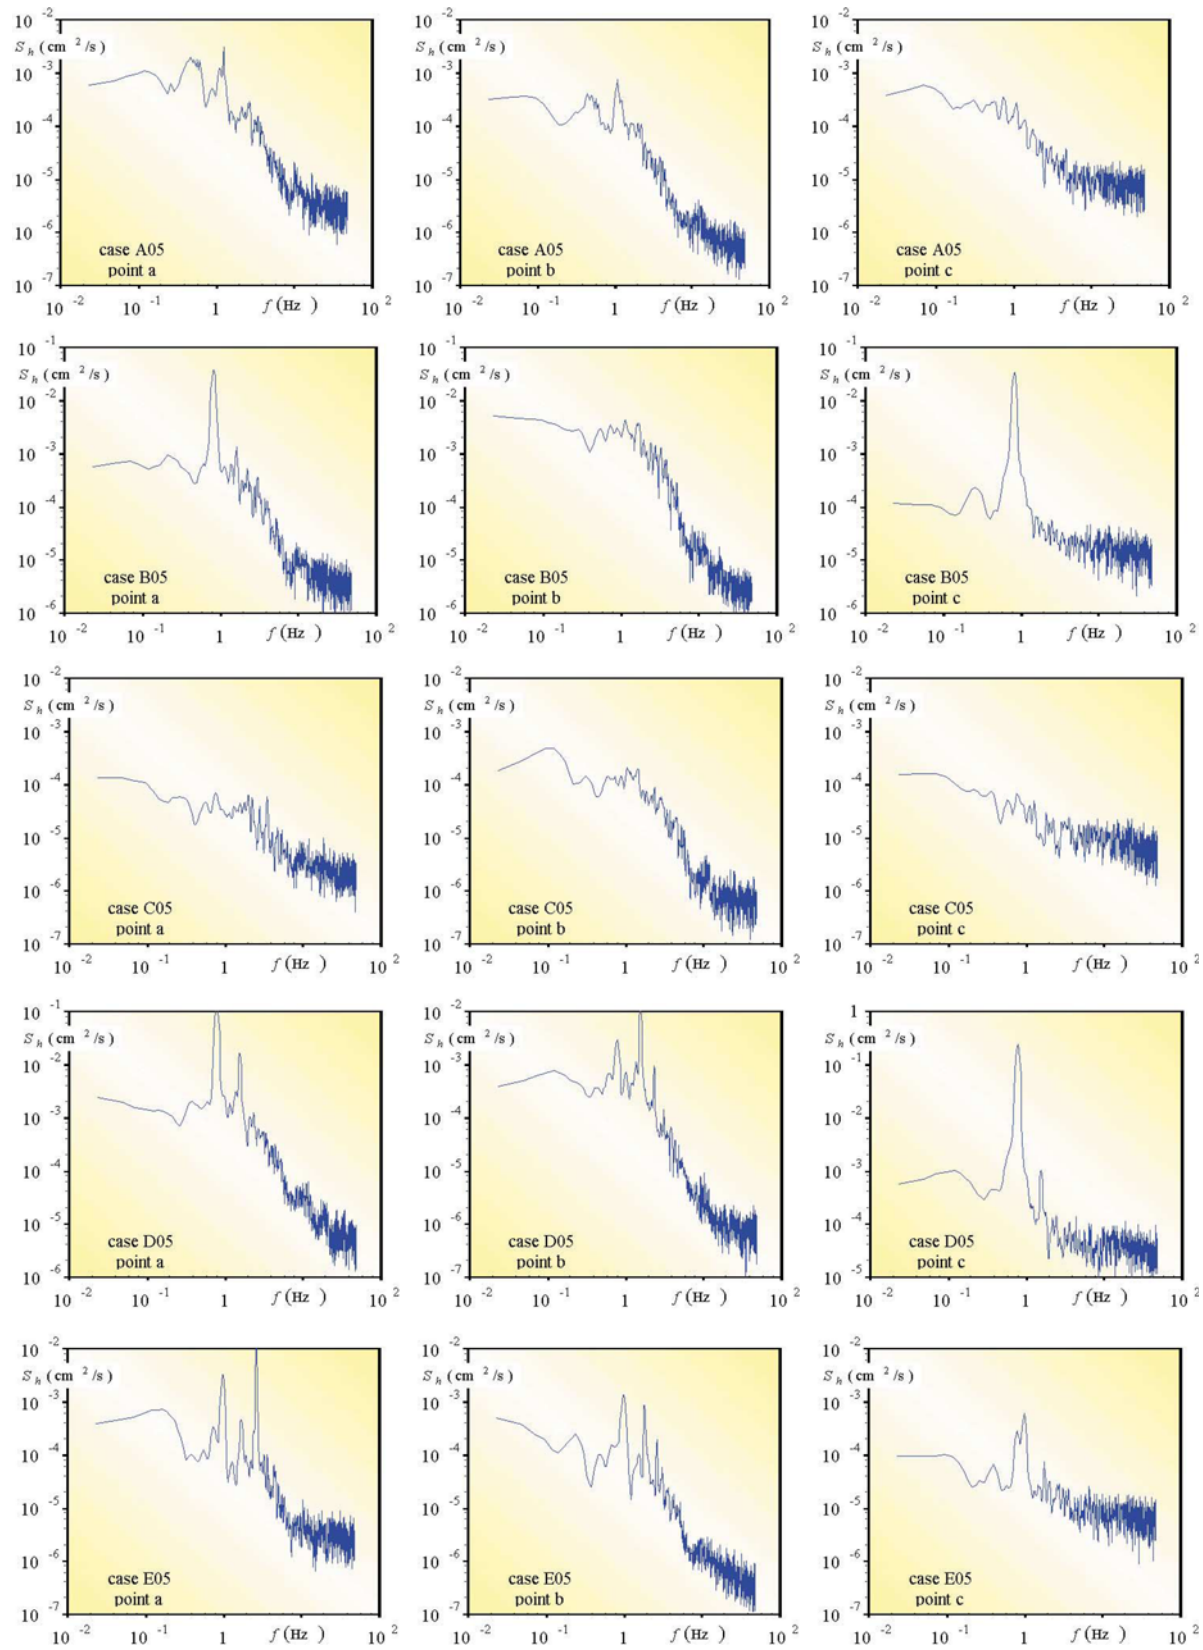 10 -2 10 -2 10 -2
S h (cm 2/s) S h (cm 2/s) S h (cm 2/s)
10 -3 10 -3 10 -3
10 -4 10 -4 10 -4
10 -5 10 -5 10 -5
10 -6 10 -6 10 -6
case A05 case A05 case A05
point a point b point c
10 -7 10 -7 10 -7
10 -2 10 -1 1 f (Hz) 10 2 10 -2 10 -1 1 f (Hz) 10 2 10 -2 10 -1 1 f (Hz) 10 2
10 -1 10 -1 10 -1
S h (cm 2/s) S h (cm 2/s) S h (cm 2/s)
10 -2 10 -2 10 -2
10 -3 10 -3 10 -3
10 -4 10 -4 10 -4
10 -5 10 -5 10 -5
case B05 case B05 case B05
point a point b point c
10 -6 10 -6 10 -6
10 -2 10 -1 1 f (Hz) 10 2 10 -2 10 -1 1 f (Hz) 10 2 10 -2 10 -1 1 f (Hz) 10 2
10 -2 10 -2 10 -2
S h (cm 2/s) S h (cm 2/s) S h (cm 2/s)
10 -3 10 -3 10 -3
10 -4 10 -4 10 -4
10 -5 10 -5 10 -5
10 -6 10 -6 10 -6
case C05 case C05 case C05
point a point b point c
10 -7 10 -7 10 -7
10 -2 10 -1 1 f (Hz) 10 2 10 -2 10 -1 1 f (Hz) 10 2 10 -2 10 -1 1 f (Hz) 10 2
10 -1 10 -2 1
S h (cm 2/s) S h (cm 2/s) S h (cm 2/s)
10 -2 10 -3 10 -1
10 -3 10 -4 10 -2
10 -4 10 -5 10 -3
10 -5 10 -6 10 -4
case D05 case D05 case D05
point a point b point c
10 -6 10 -7 10 -5
10 -2 10 -1 1 f (Hz) 10 2 10 -2 10 -1 1 f (Hz) 10 2 10 -2 10 -1 1 f (Hz) 10 2
10 -2 10 -2 10 -2
S h (cm 2/s) S h (cm 2/s) S h (cm 2/s)
10 -3 10 -3 10 -3
10 -4 10 -4 10 -4
10 -5 10 -5 10 -5
10 -6 10 -6 10 -6
case E05 case E05 case E05
point a point b point c
10 -7 10 -7 10 -7
10 -2 10 -1 1 f (Hz) 10 2 10 -2 10 -1 1 f (Hz) 10 2 10 -2 10 -1 1 f (Hz) 10 2